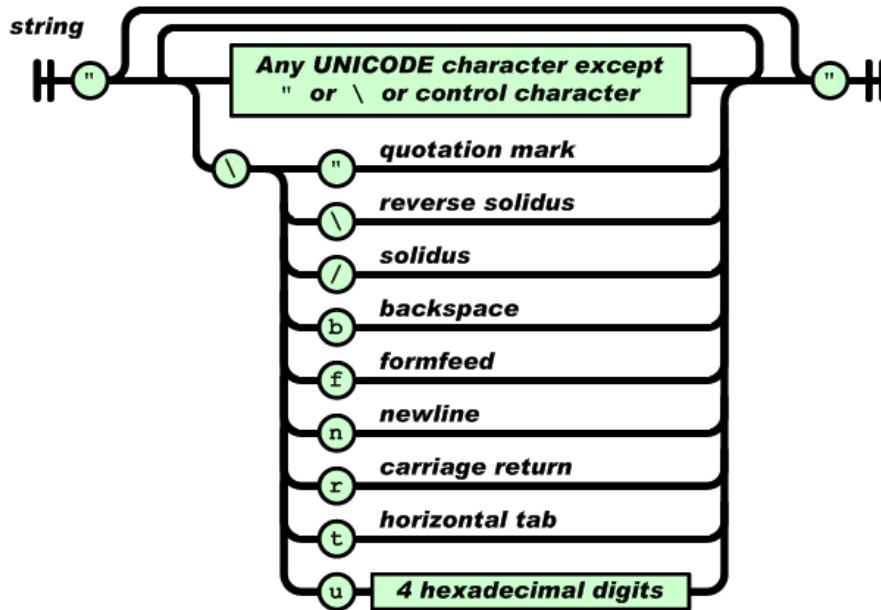 string
" Any UNICODE character except "
" or \ or control character
\ " quotation mark
\ reverse solidus
/ solidus
b backspace
f formfeed
n newline
r carriage return
t horizontal tab
u 4 hexadecimal digits